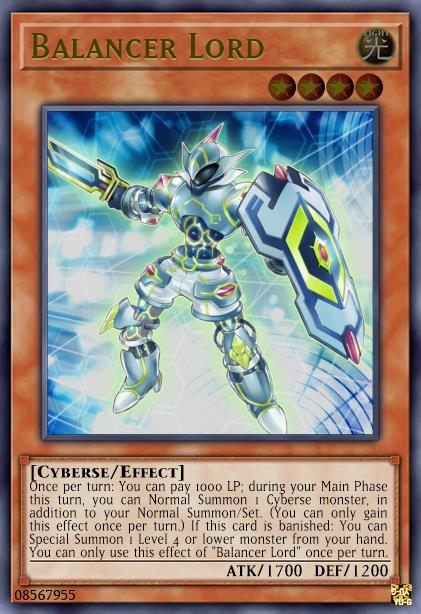 BALANCER LORD
LIGHT
光
[CYBERSE/EFFECT]
Once per turn: You can pay 1000 LP; during your Main Phase
this turn, you can Normal Summon 1 Cyberse monster, in
addition to your Normal Summon/Set. (You can only gain
this effect once per turn.) If this card is banished: You can
Special Summon 1 Level 4 or lower monster from your hand.
You can only use this effect of "Balancer Lord" once per turn.
ATK/1700 DEF/1200
08567955